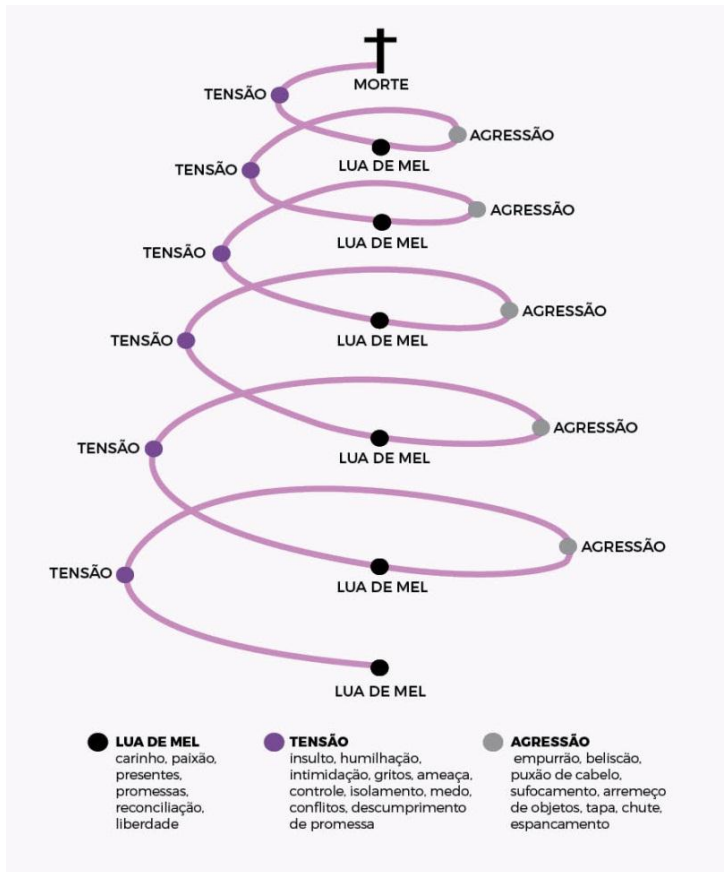 MORTE
TENSÃO
AGRESSÃO
LUA DE MEL
TENSÃO
AGRESSÃO
LUA DE MEL
TENSÃO
AGRESSÃO
LUA DE MEL
TENSÃO
AGRESSÃO
LUA DE MEL
TENSÃO
AGRESSÃO
LUA DE MEL
TENSÃO
LUA DE MEL
LUA DE MEL
carinho, paixão,
presentes,
promessas,
reconciliação,
liberdade
TENSÃO
insulto, humilhação,
intimidação, gritos, ameaça,
controle, isolamento, medo,
conflitos, descumprimento
de promessa
AGRESSÃO
empurrão, beliscão,
puxão de cabelo,
sufocamento, arremeço
de objetos, tapa, chute,
espancamento